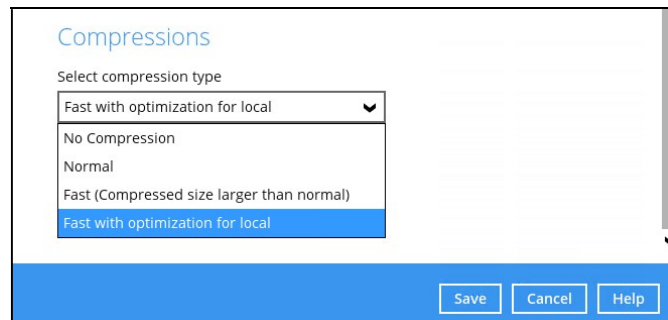 Compressions
Select compression type
Fast with optimization for local
No Compression
Normal
Fast (Compressed size larger than normal)
Fast with optimization for local
Save Cancel Help